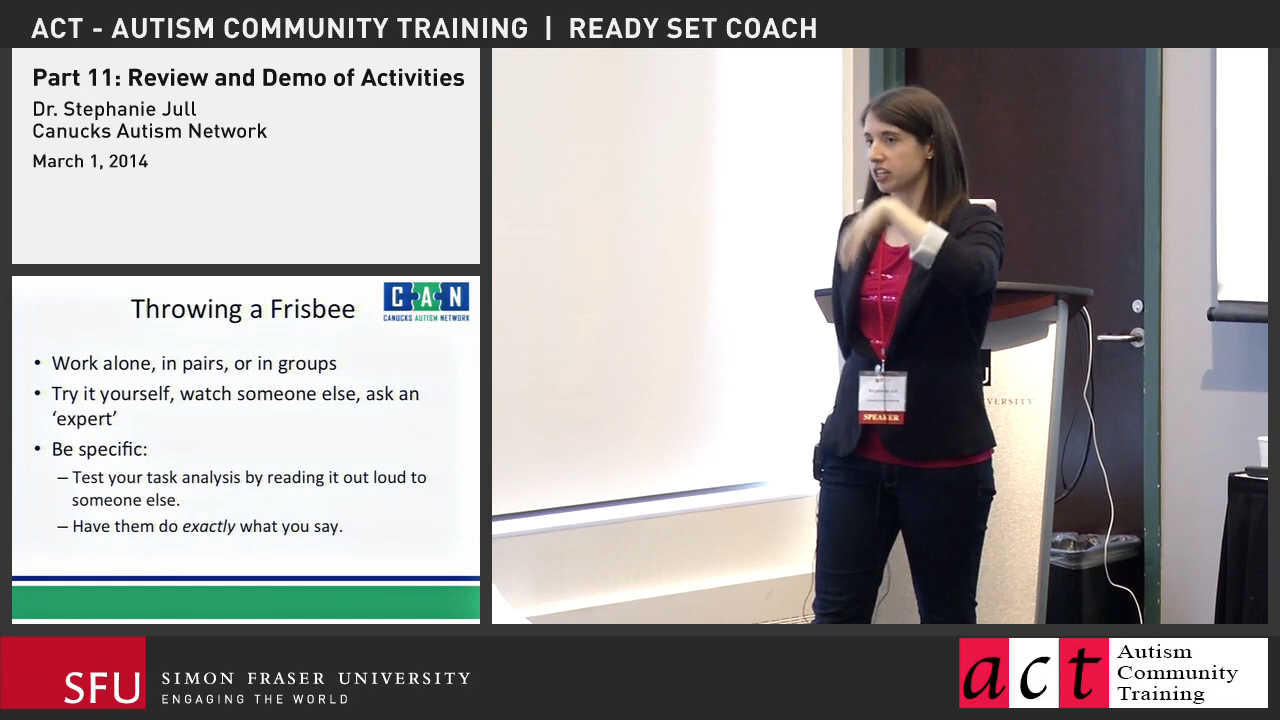 ACT - AUTISM COMMUNITY TRAINING | READY SET COACH
Part 11: Review and Demo of Activities
Dr. Stephanie Jull
Canucks Autism Network
March 1, 2014
Throwing a Frisbee
CAN
CANUCKS AUTISM NETWORK
• Work alone, in pairs, or in groups
• Try it yourself, watch someone else, ask an
‘expert’
• Be specific:
– Test your task analysis by reading it out loud to
someone else.
– Have them do exactly what you say.
SPEAKER
VERSITY
SFU
SIMON FRASER UNIVERSITY
ENGAGING THE WORLD
act
Autism
Community
Training